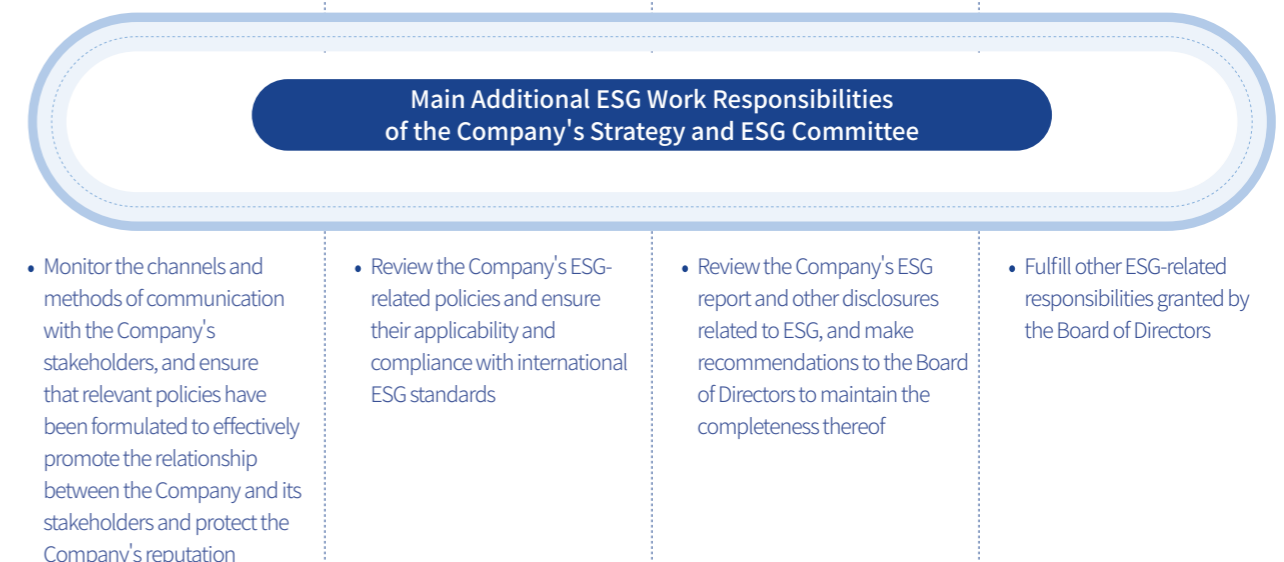 Main Additional ESG Work Responsibilities
of the Company's Strategy and ESG Committee
• Monitor the channels and
methods of communication
with the Company's
stakeholders, and ensure
that relevant policies have
been formulated to effectively
promote the relationship
between the Company and its
stakeholders and protect the
Company's reputation
• Review the Company's ESG-
related policies and ensure
their applicability and
compliance with international
ESG standards
• Review the Company's ESG
report and other disclosures
related to ESG, and make
recommendations to the Board
of Directors to maintain the
completeness thereof
• Fulfill other ESG-related
responsibilities granted by
the Board of Directors